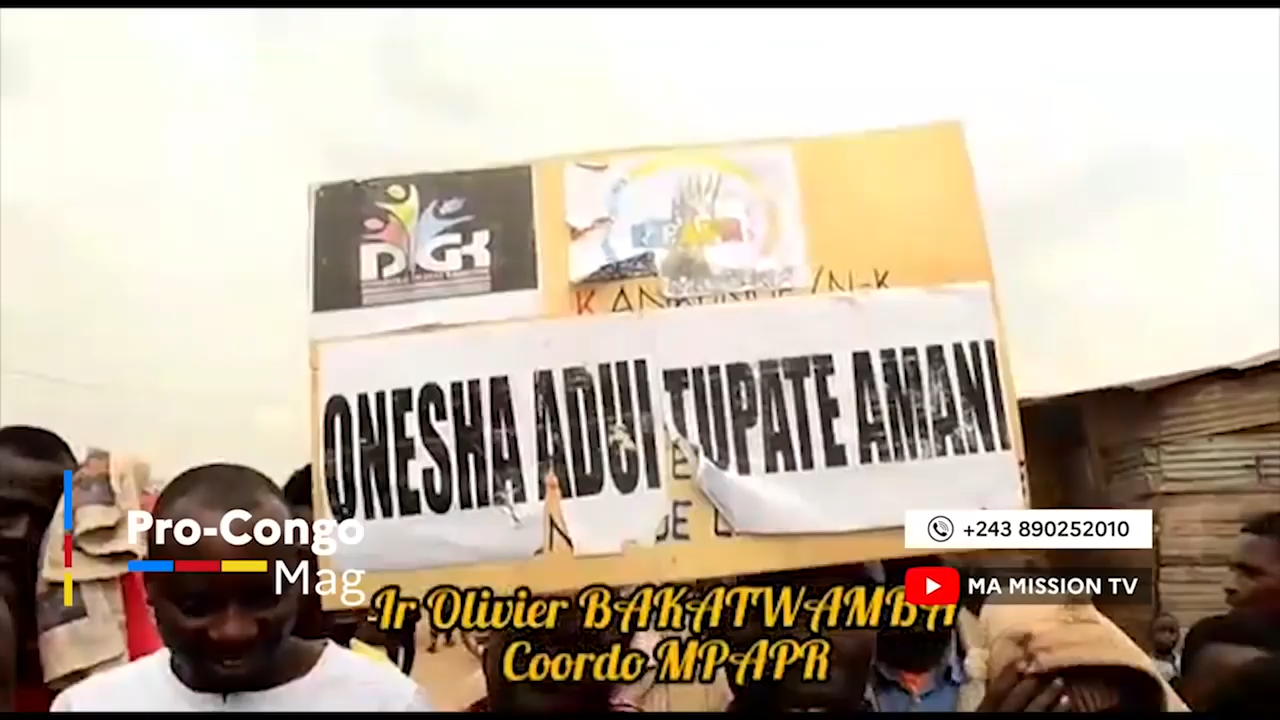 DGK
ONESHA ADUI TUPATE AMANI
Pro-Congo
Mag
+243 890252010
MA MISSION TV
-Ir Olivier BAKATWAMBA
Coordo MPAPR